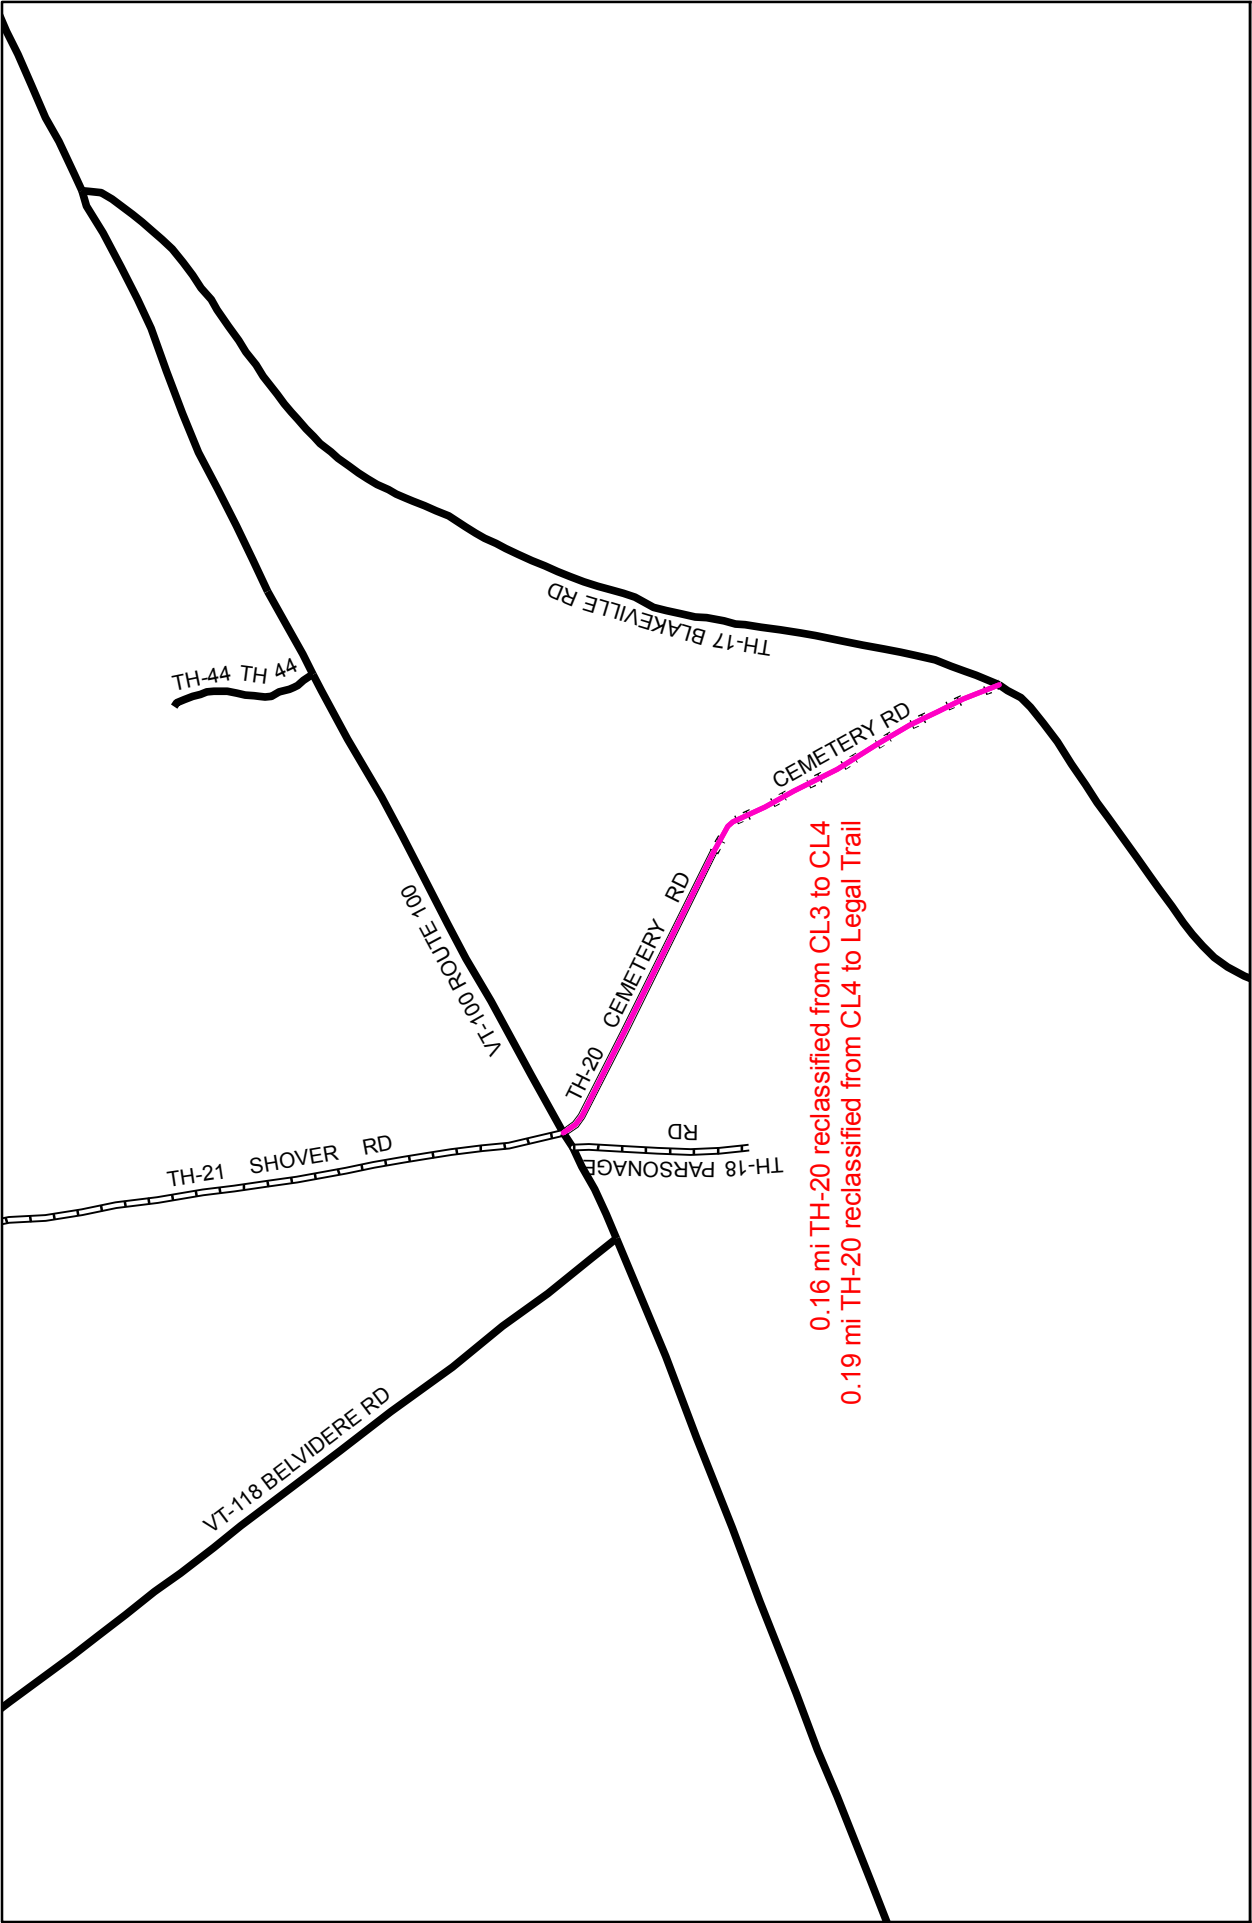 TH-17 BLAKEVILLE RD
TH-44 TH 44
CEMETERY RD
VT-100 ROUTE 100
TH-20 CEMETERY RD
0.16 mi TH-20 reclassified from CL3 to CL4
0.19 mi TH-20 reclassified from CL4 to Legal Trail
TH-21 SHOVER RD
TH-18 PARSONAGE RD
VT-118 BELVIDERE RD